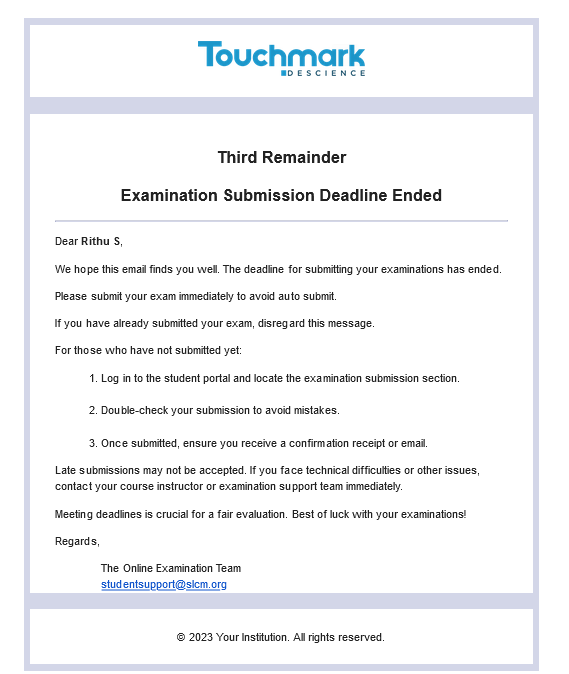 Touchmark
DESCIENCE
Third Remainder
Examination Submission Deadline Ended
Dear Rithu S,
We hope this email finds you well. The deadline for submitting your examinations has ended.
Please submit your exam immediately to avoid auto submit.
If you have already submitted your exam, disregard this message.
For those who have not submitted yet:
1. Log in to the student portal and locate the examination submission section.
2. Double-check your submission to avoid mistakes.
3. Once submitted, ensure you receive a confirmation receipt or email.
Late submissions may not be accepted. If you face technical difficulties or other issues,
contact your course instructor or examination support team immediately.
Meeting deadlines is crucial for a fair evaluation. Best of luck with your examinations!
Regards,
The Online Examination Team
studentsupport@slcm.org
© 2023 Your Institution. All rights reserved.